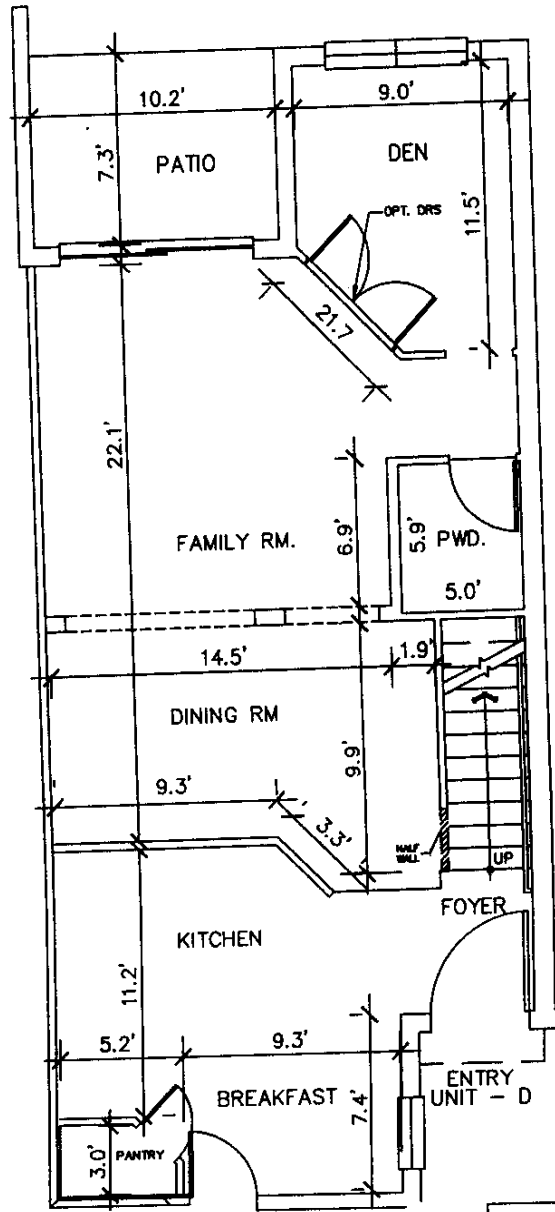 10.2'
9.0'
7.3'
PATIO
DEN
OPT. DRS
11.5'
21.7
22.1'
FAMILY RM.
6.9'
5.9'
PWD.
5.0'
14.5'
1.9'
DINING RM
9.9'
9.3'
3.3'
HALF
WALL
UP
FOYER
KITCHEN
11.2'
5.2'
9.3'
BREAKFAST
7.4'
ENTRY
UNIT - D
PANTRY
3.0'